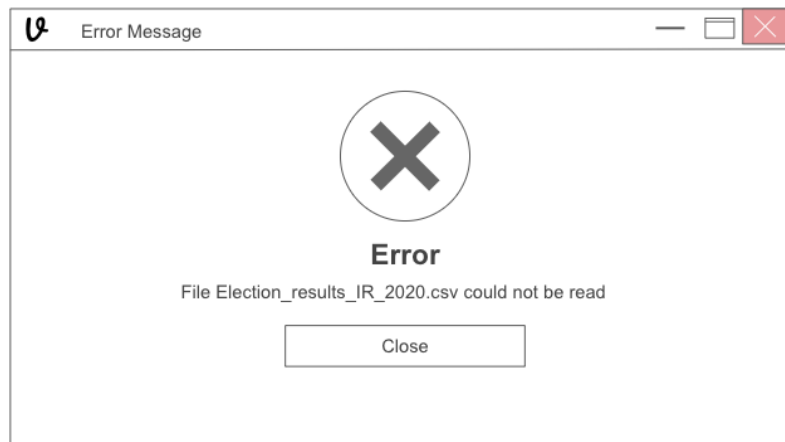 Error Message
Error
File Election_results_IR_2020.csv could not be read
Close